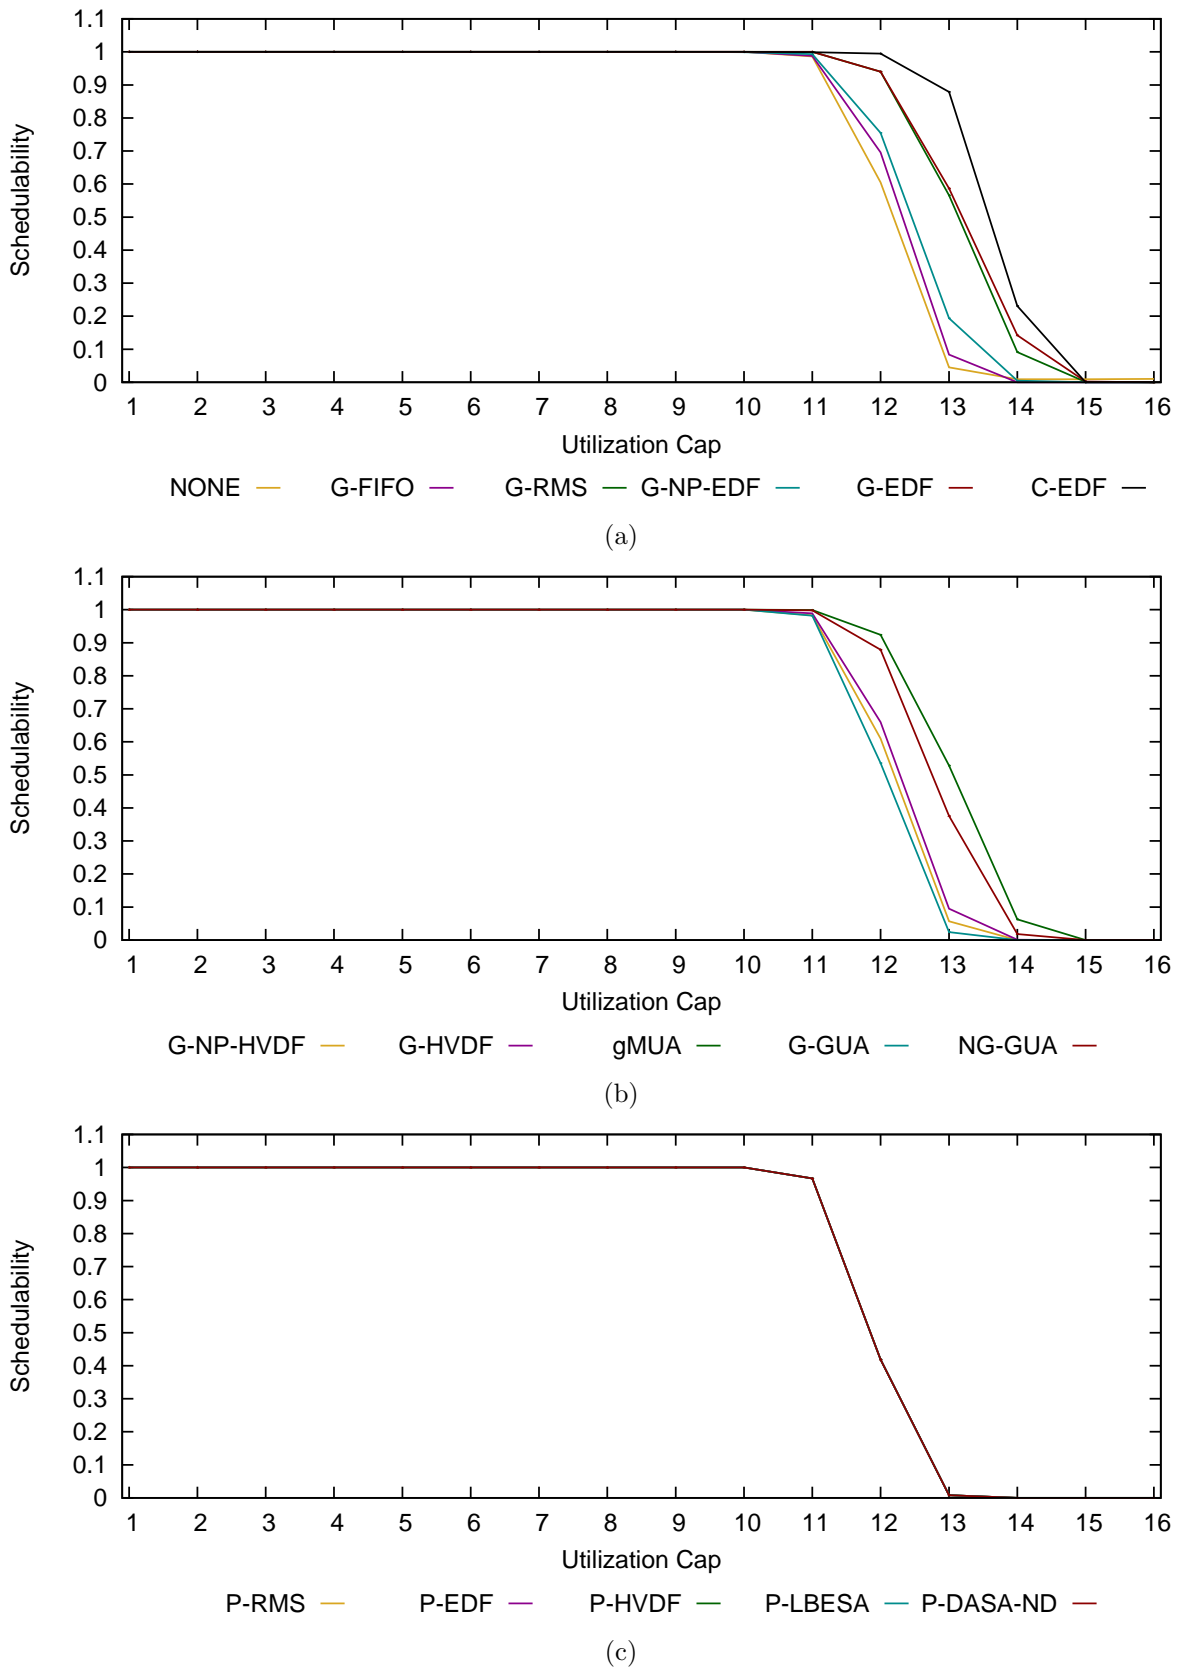 1.1
1
0.9
0.8
0.7
0.6
0.5
0.4
0.3
0.2
0.1
0
Schedulability
1 2 3 4 5 6 7 8 9 10 11 12 13 14 15 16
Utilization Cap
NONE G-FIFO G-RMS G-NP-EDF G-EDF C-EDF
(a)
1.1
1
0.9
0.8
0.7
0.6
0.5
0.4
0.3
0.2
0.1
0
Schedulability
1 2 3 4 5 6 7 8 9 10 11 12 13 14 15 16
Utilization Cap
G-NP-HVDF G-HVDF gMUA G-GUA NG-GUA
(b)
1.1
1
0.9
0.8
0.7
0.6
0.5
0.4
0.3
0.2
0.1
0
Schedulability
1 2 3 4 5 6 7 8 9 10 11 12 13 14 15 16
Utilization Cap
P-RMS P-EDF P-HVDF P-LBESA P-DASA-ND
(c)